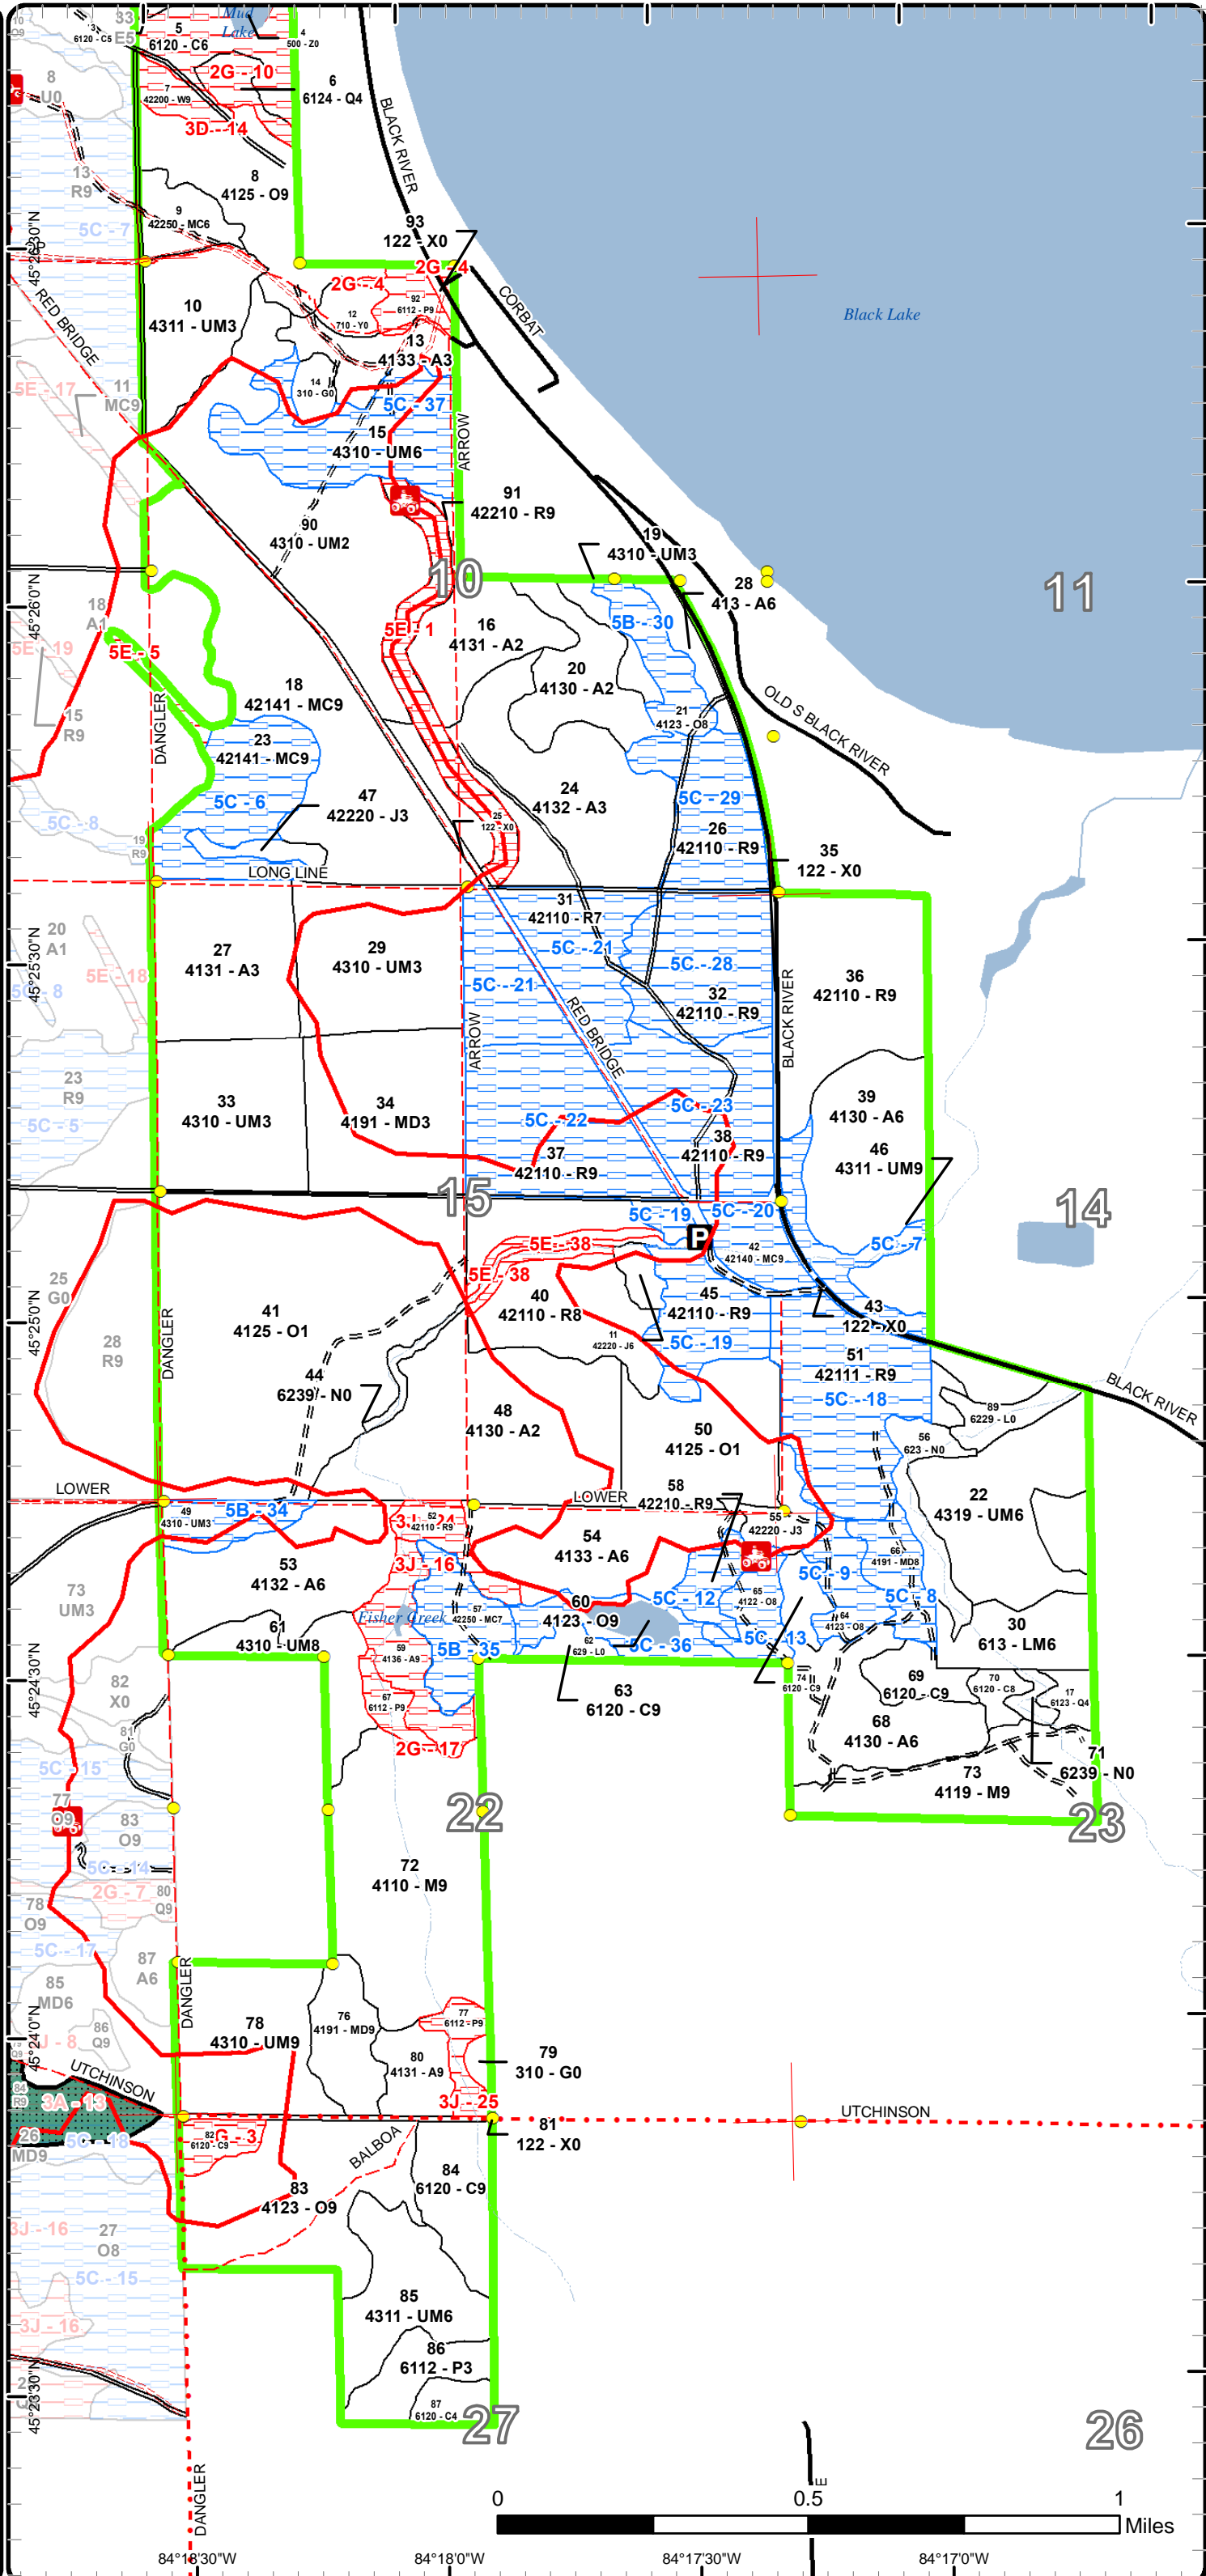 33
E5
3
6120 - C5
5
6120 - C6
Mud
Lake
4
500 - Z0
8
U0
7
42200 - W9
2G - 10
6
6124 - Q4
3D - 14
BLACK RIVER
13
R9
8
4125 - O9
9
42250 - MC6
5C - 7
93
122 - X0
45°26'30"N
2G - 4
2G - 4
92
6112 - P9
12
710 - Y0
CORBAT
Black Lake
10
4311 - UM3
RED BRIDGE
13
4133 - A3
14
310 - G0
5E - 17
11
MC9
5C - 37
15
4310 - UM6
ARROW
91
42210 - R9
90
4310 - UM2
19
4310 - UM3
10
11
28
413 - A6
18
A1
45°26'0"N
5E - 1
16
4131 - A2
5B - 30
5E - 19
5E - 5
20
4130 - A2
18
42141 - MC9
15
R9
21
4123 - O8
OLD S BLACK RIVER
DANGLER
23
42141 - MC9
5C - 6
47
42220 - J3
24
4132 - A3
5C - 29
5C - 8
25
122 - X0
26
42110 - R9
19
R9
35
122 - X0
LONG LINE
31
42110 - R7
20
A1
27
4131 - A3
29
4310 - UM3
5C - 21
5C - 28
5E - 18
5C - 21
36
42110 - R9
5C - 8
45°25'30"N
32
42110 - R9
RED BRIDGE
BLACK RIVER
ARROW
23
R9
33
4310 - UM3
34
4191 - MD3
5C - 23
39
4130 - A6
5C - 5
5C - 22
38
42110 - R9
37
42110 - R9
46
4311 - UM9
15
14
5C - 19
5C - 20
P
5E - 38
42
42140 - MC9
5C - 7
5E - 38
25
G0
41
4125 - O1
40
42110 - R8
45
42110 - R9
43
122 - X0
45°25'0"N
28
R9
DANGLER
11
42220 - J6
5C - 19
51
42111 - R9
44
6239 - N0
5C - 18
BLACK RIVER
48
4130 - A2
89
6229 - L0
50
4125 - O1
56
623 - N0
LOWER
58
42210 - R9
LOWER
22
4319 - UM6
49
4310 - UM3
5B - 34
52
42110 - R9
55
42220 - J3
54
4133 - A6
3J - 16
66
4191 - MD8
53
4132 - A6
5C - 9
73
UM3
5C - 12
65
4122 - O8
5C - 8
60
4123 - O9
57
42250 - MC7
Fisher Creek
64
4123 - O8
30
613 - LM6
61
4310 - UM8
62
629 - L0
5C - 36
5C - 13
5B - 35
59
4136 - A9
45°24'30"N
82
X0
63
6120 - C9
74
6120 - C9
69
6120 - C9
70
6120 - C8
17
6123 - Q4
67
6112 - P9
68
4130 - A6
81
G0
2G - 17
71
6239 - N0
5C - 15
73
4119 - M9
77
O9
83
O9
22
23
5C - 14
72
4110 - M9
2G - 7
80
Q9
78
O9
5C - 17
87
A6
85
MD6
DANGLER
86
Q9
78
4310 - UM9
76
4191 - MD9
77
6112 - P9
45°24'0"N
J - 8
79
310 - G0
80
4131 - A9
UTCHINSON
84
R9
3A - 13
3J - 25
UTCHINSON
81
122 - X0
26
MD9
5C - 18
82
6120 - C9
G - 3
BALBOA
84
6120 - C9
83
4123 - O9
3J - 16
27
O8
5C - 15
85
4311 - UM6
3J - 16
86
6112 - P3
45°23'30"N
87
6120 - C4
27
26
DANGLER
E
0
0.5
1
Miles
84°18'30"W
84°18'0"W
84°17'30"W
84°17'0"W